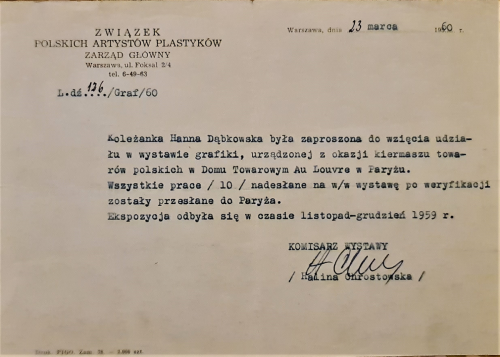 ZWIĄZEK
POLSKICH ARTYSTÓW PLASTYKÓW
ZARZĄD GŁÓWNY
Warszawa, ul. Foksal 2/4
tel. 6-49-63
Warszawa, dnia 23 marca 1960 r.
L.dź.126/Graf/60
Koleżanka Hanna Dąbkowska była zaproszona do wzięcia udzia-
łu w wystawie grafiki, urządzonej z okazji kiermaszu towa-
rów polskich w Domu Towarowym Au Louvre w Paryżu.
Wszystkie prace /10/ nadesłane na w/w wystawę po weryfikacji
zostały przesłane do Paryża.
Ekspozycja odbyła się w czasie listopad-grudzień 1959 r.
KOMISARZ WYSTAWY
/ Halina Chrostowska /